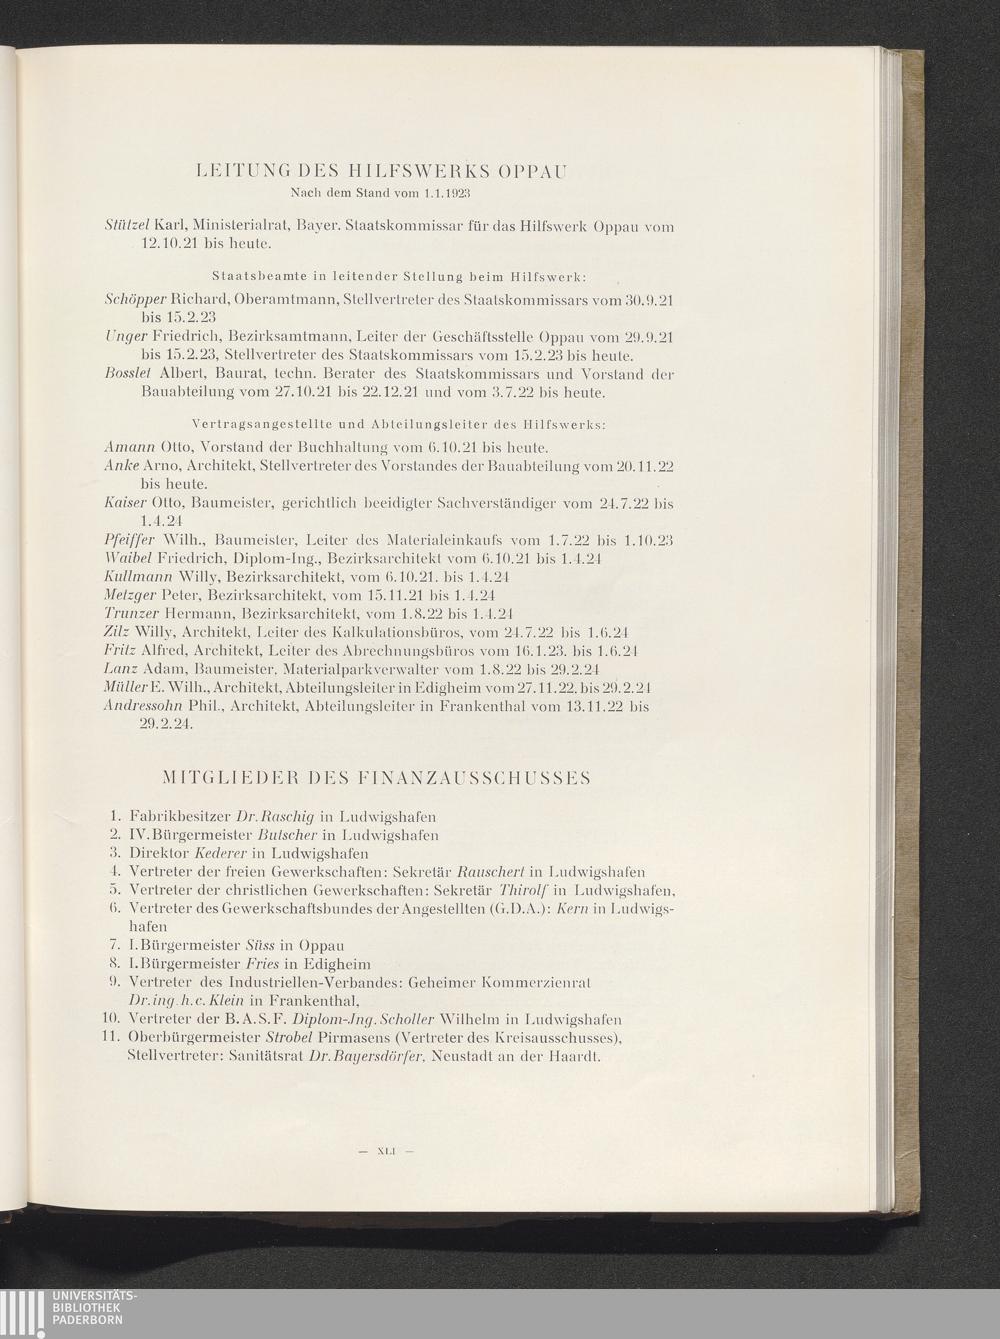 LEITUNG DES HILFSWERKS OPPAU
Nach dem Stand vom 1.1.1923
Stützel Karl, Ministerialrat, Bayer. Staatskommissar für das Hilfswerk Oppau vom
12.10.21 bis heute.
Staatsbeamte in leitender Stellung beim Hilfswerk:
Schöpper Richard, Oberamtmann, Stellvertreter des Staatskommissars vom 30.9.21
bis 15.2.23
Unger Friedrich, Bezirksamtmann, Leiter der Geschäftsstelle Oppau vom 29.9.21
bis 15.2.23, Stellvertreter des Staatskommissars vom 15.2.23 bis heute.
Bosslet Albert, Baurat, techn. Berater des Staatskommissars und Vorstand der
Bauabteilung vom 27.10.21 bis 22.12.21 und vom 3.7.22 bis heute.
Vertragsangestellte und Abteilungsleiter des Hilfswerks:
Amann Otto, Vorstand der Buchhaltung vom 6.10.21 bis heute.
Anke Arno, Architekt, Stellvertreter des Vorstandes der Bauabteilung vom 20.11.22
bis heute.
Kaiser Otto, Baumeister, gerichtlich beeidigter Sachverständiger vom 24.7.22 bis
1.4.24
Pfeiffer Wilh., Baumeister, Leiter des Materialeinkaufs vom 1.7.22 bis 1.10.23
Waibel Friedrich, Diplom-Ing., Bezirksarchitekt vom 6.10.21 bis 1.4.24
Kullmann Willy, Bezirksarchitekt, vom 6.10.21. bis 1.4.24
Metzger Peter, Bezirksarchitekt, vom 15.11.21 bis 1.4.24
Trunzer Hermann, Bezirksarchitekt, vom 1.8.22 bis 1.4.24
Zilz Willy, Architekt, Leiter des Kalkulationsbüros, vom 24.7.22 bis 1.6.24
Fritz Alfred, Architekt, Leiter des Abrechnungsbüros vom 16.1.23. bis 1.6.24
Lanz Adam, Baumeister, Materialparkverwalter vom 1.8.22 bis 29.2.24
Müller E. Wilh., Architekt, Abteilungsleiter in Edigheim vom 27.11.22. bis 29.2.24
Andressohn Phil., Architekt, Abteilungsleiter in Frankenthal vom 13.11.22 bis
29.2.24.
MITGLIEDER DES FINANZAUSSCHUSSES
1. Fabrikbesitzer Dr. Raschig in Ludwigshafen
2. IV. Bürgermeister Butscher in Ludwigshafen
3. Direktor Kederer in Ludwigshafen
4. Vertreter der freien Gewerkschaften: Sekretär Rauschert in Ludwigshafen
5. Vertreter der christlichen Gewerkschaften: Sekretär Thirolf in Ludwigshafen,
6. Vertreter des Gewerkschaftsbundes der Angestellten (G.D.A.): Kern in Ludwigs-
hafen
7. I. Bürgermeister Süss in Oppau
8. I. Bürgermeister Fries in Edigheim
9. Vertreter des Industriellen-Verbandes: Geheimer Kommerzienrat
Dr. ing. h. c. Klein in Frankenthal,
10. Vertreter der B.A.S.F. Diplom-Jng. Scholler Wilhelm in Ludwigshafen
11. Oberbürgermeister Strobel Pirmasens (Vertreter des Kreisausschusses),
Stellvertreter: Sanitätsrat Dr. Bayersdörfer, Neustadt an der Haardt.
— XLI —
UNIVERSITÄTS-
BIBLIOTHEK
PADERBORN